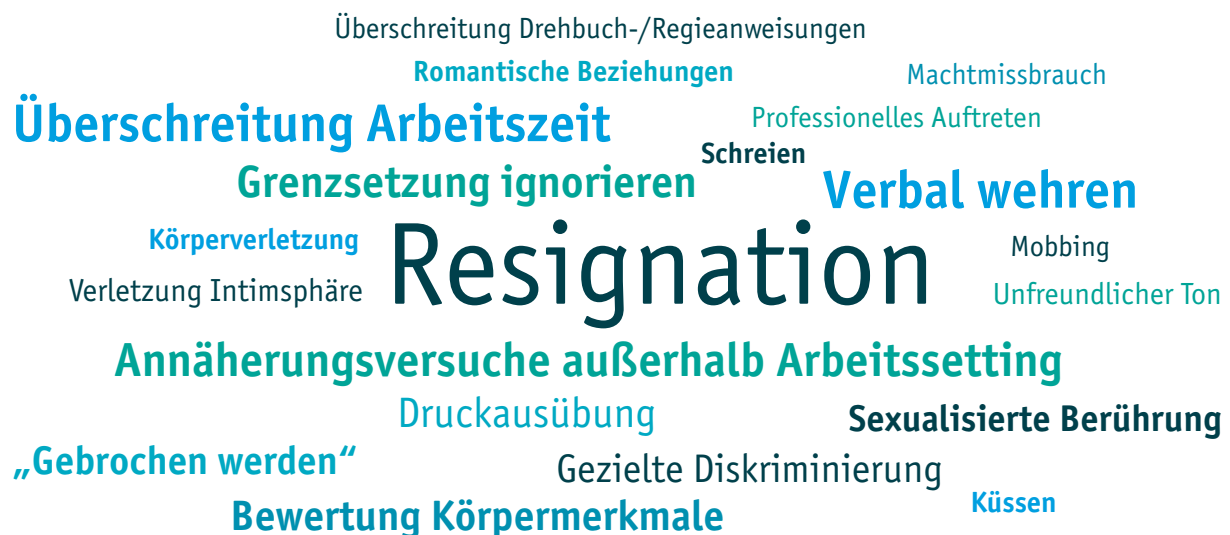 Überschreitung Drehbuch-/Regieanweisungen
Romantische Beziehungen
Machtmissbrauch
Überschreitung Arbeitszeit
Professionelles Auftreten
Schreien
Grenzsetzung ignorieren
Verbal wehren
Körperverletzung
Resignation
Mobbing
Verletzung Intimsphäre
Unfreundlicher Ton
Annäherungsversuche außerhalb Arbeitssetting
Druckausübung
Sexualisierte Berührung
„Gebrochen werden“
Gezielte Diskriminierung
Küssen
Bewertung Körpermerkmale